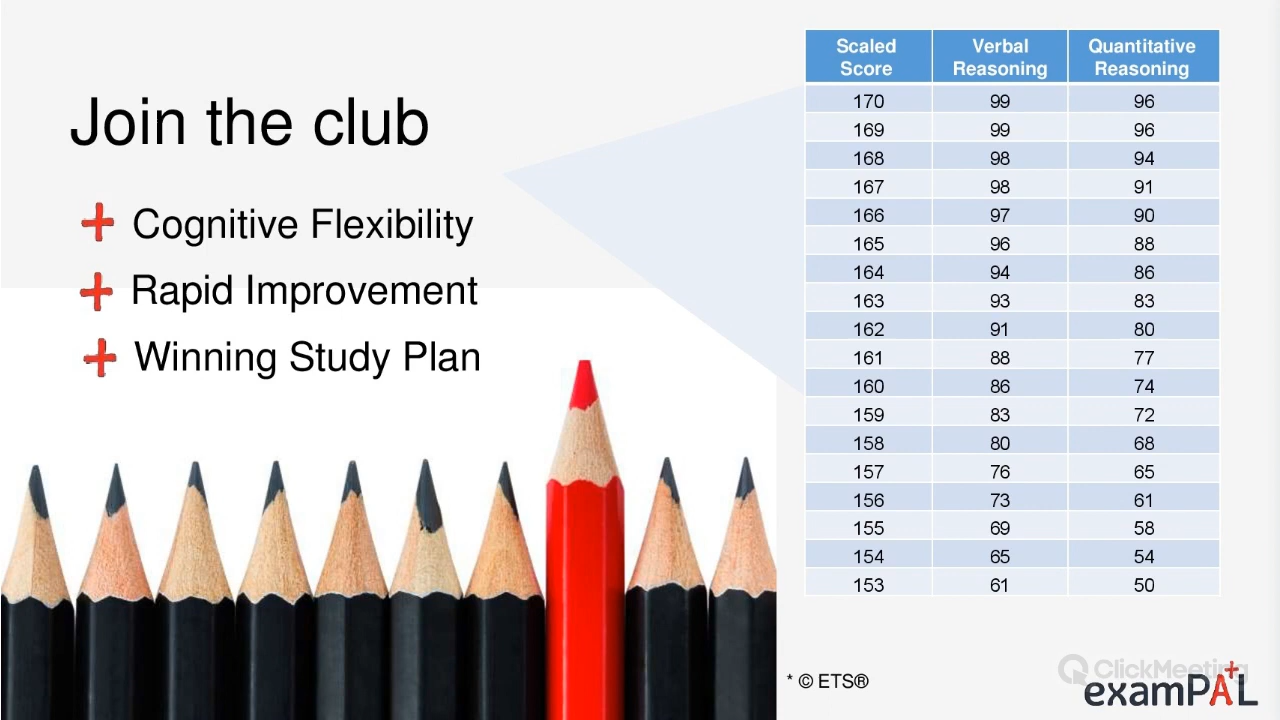 Join the club
Cognitive Flexibility
Rapid Improvement
Winning Study Plan
Scaled Score Verbal Reasoning Quantitative Reasoning
170 99 96
169 99 96
168 98 94
167 98 91
166 97 90
165 96 88
164 94 86
163 93 83
162 91 80
161 88 77
160 86 74
159 83 72
158 80 68
157 76 65
156 73 61
155 69 58
154 65 54
153 61 50
* © ETS®
ClickMeeting
examPAL